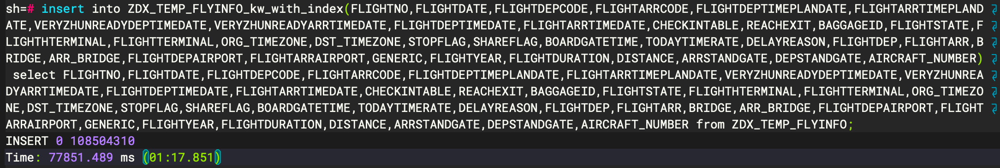 sh=# insert into ZDX_TEMP_FLYINFO_kw_with_index(FLIGHTNO,FLIGHTDATE,FLIGHTDEPCODE,FLIGHTARRCODE,FLIGHTDEPTIMEPLANDATE,FLIGHTARRTIMEPLAND
ATE,VERYZHUNREADYDEPTIMEDATE,VERYZHUNREADYARRTIMEDATE,FLIGHTDEPTIMEDATE,FLIGHTARRTIMEDATE,CHECKINTABLE,REACHEXIT,BAGGAGEID,FLIGHTSTATE,F
LIGHTHTERMINAL,FLIGHTTERMINAL,ORG_TIMEZONE,DST_TIMEZONE,STOPFLAG,SHAREFLAG,BOARDGATETIME,TODAYTIMERATE,DELAYREASON,FLIGHTDEP,FLIGHTARR,B
RIDGE,ARR_BRIDGE,FLIGHTDEPAIRPORT,FLIGHTARRAIRPORT,GENERIC,FLIGHTYEAR,FLIGHTDURATION,DISTANCE,ARRSTANDGATE,DEPSTANDGATE,AIRCRAFT_NUMBER)
 select FLIGHTNO,FLIGHTDATE,FLIGHTDEPCODE,FLIGHTARRCODE,FLIGHTDEPTIMEPLANDATE,FLIGHTARRTIMEPLANDATE,VERYZHUNREADYDEPTIMEDATE,VERYZHUNREA
DYARRTIMEDATE,FLIGHTDEPTIMEDATE,FLIGHTARRTIMEDATE,CHECKINTABLE,REACHEXIT,BAGGAGEID,FLIGHTSTATE,FLIGHTHTERMINAL,FLIGHTTERMINAL,ORG_TIMEZO
NE,DST_TIMEZONE,STOPFLAG,SHAREFLAG,BOARDGATETIME,TODAYTIMERATE,DELAYREASON,FLIGHTDEP,FLIGHTARR,BRIDGE,ARR_BRIDGE,FLIGHTDEPAIRPORT,FLIGHT
ARRAIRPORT,GENERIC,FLIGHTYEAR,FLIGHTDURATION,DISTANCE,ARRSTANDGATE,DEPSTANDGATE,AIRCRAFT_NUMBER from ZDX_TEMP_FLYINFO;
INSERT 0 108504310
Time: 77851.489 ms (01:17.851)